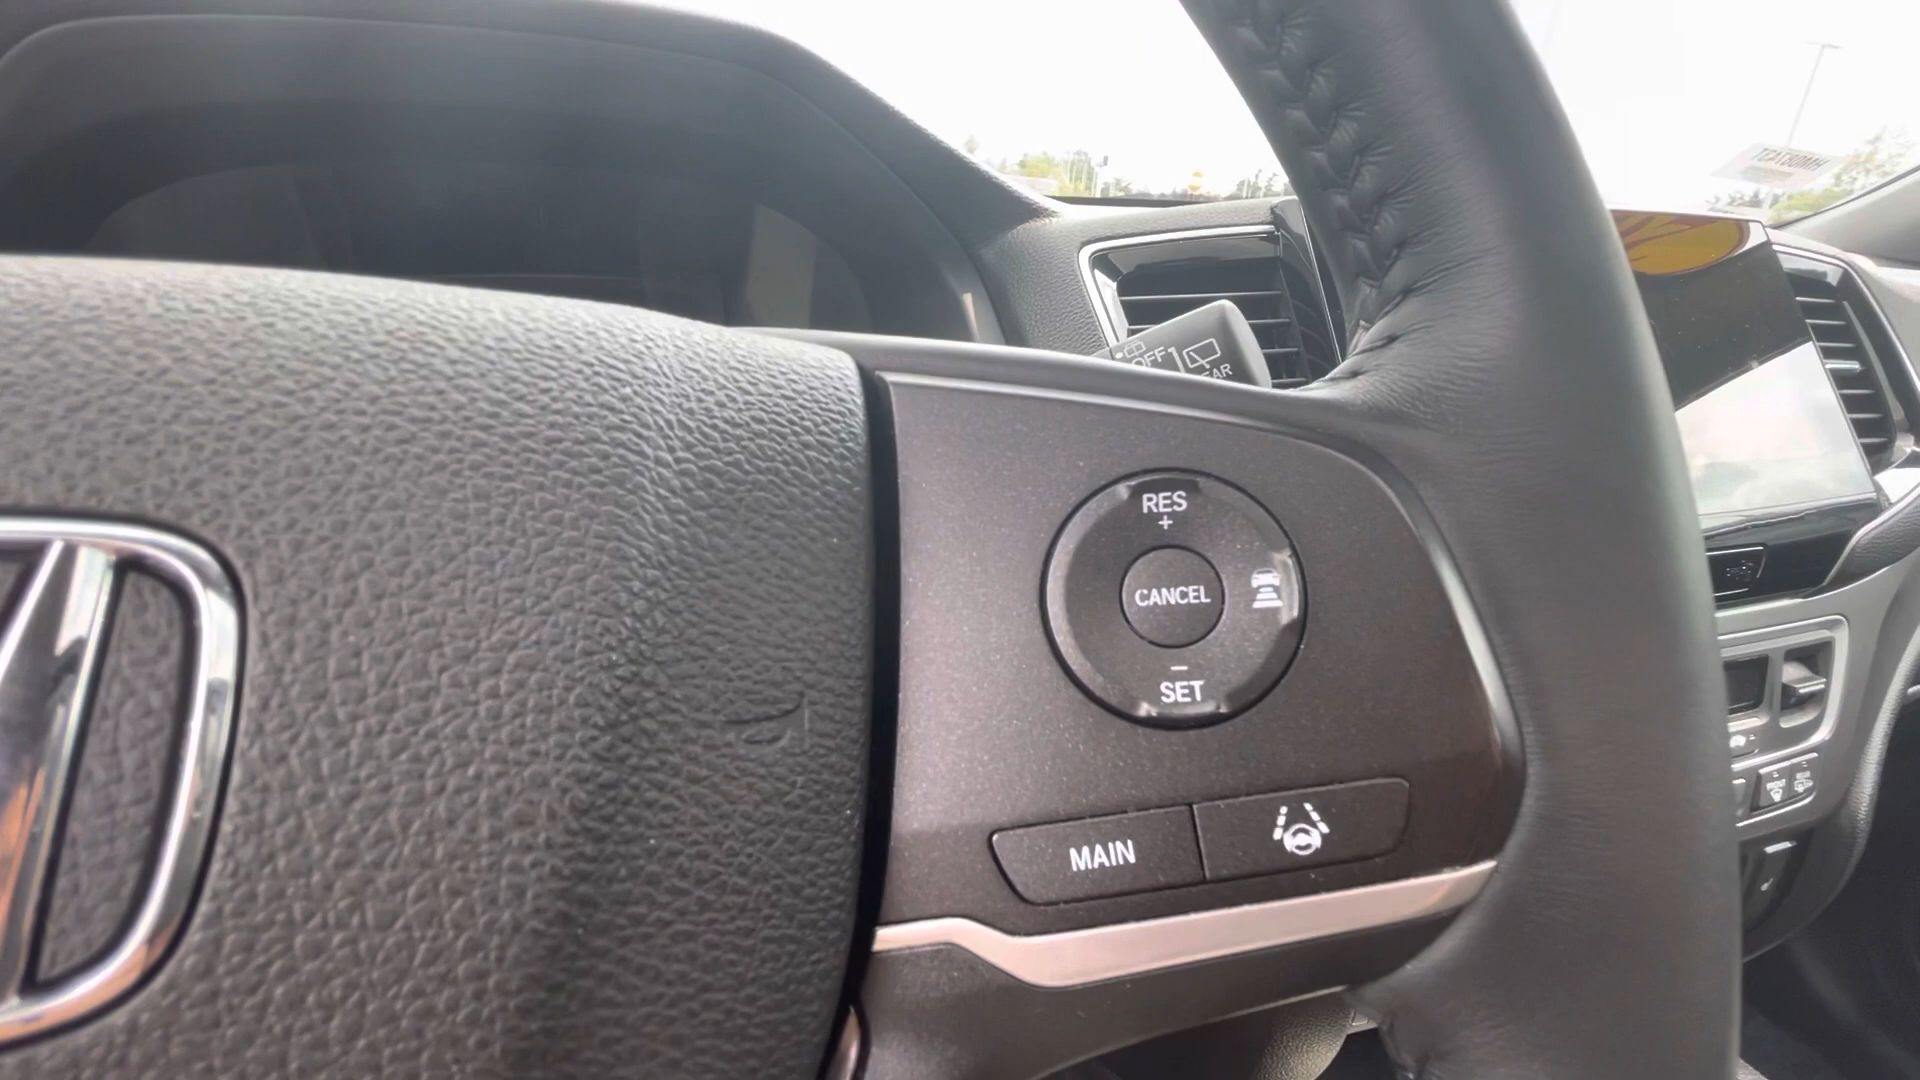 OFF
RES
+
CANCEL
–
SET
MAIN